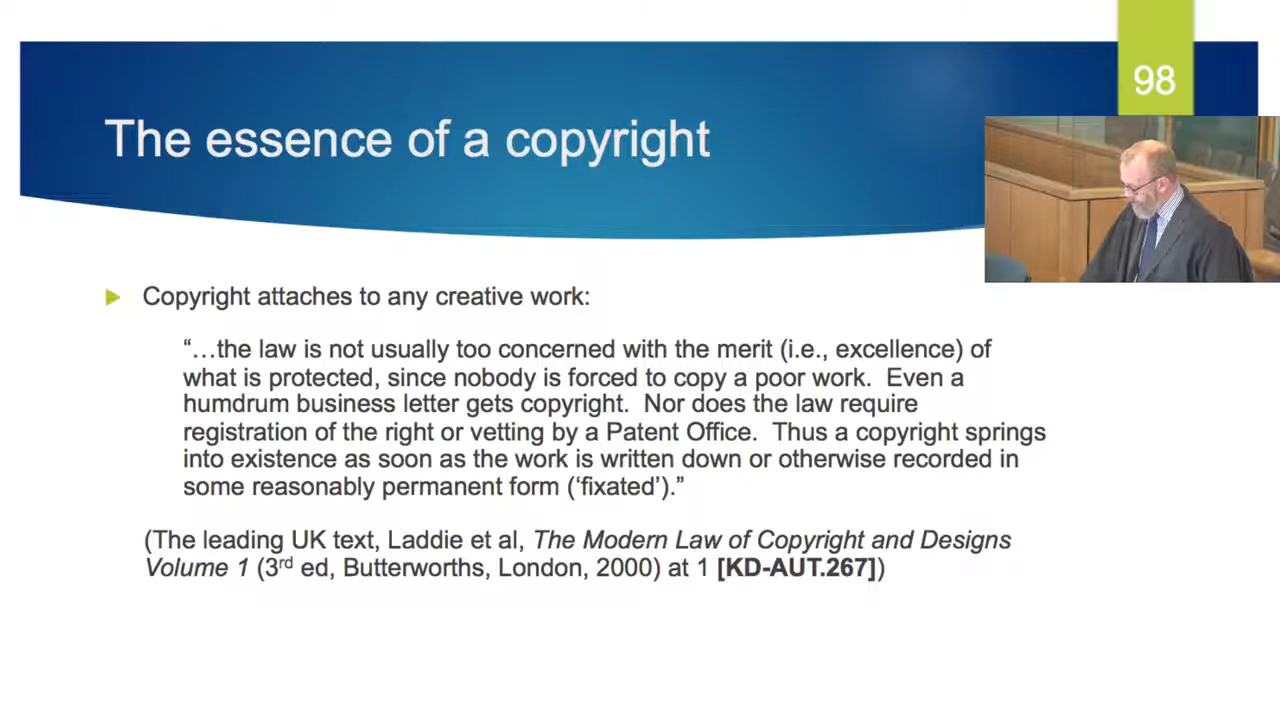 98
The essence of a copyright
Copyright attaches to any creative work:
“…the law is not usually too concerned with the merit (i.e., excellence) of
what is protected, since nobody is forced to copy a poor work.  Even a
humdrum business letter gets copyright.  Nor does the law require
registration of the right or vetting by a Patent Office.  Thus a copyright springs
into existence as soon as the work is written down or otherwise recorded in
some reasonably permanent form (‘fixated’).”
(The leading UK text, Laddie et al, The Modern Law of Copyright and Designs
Volume 1 (3rd ed, Butterworths, London, 2000) at 1 [KD-AUT.267])